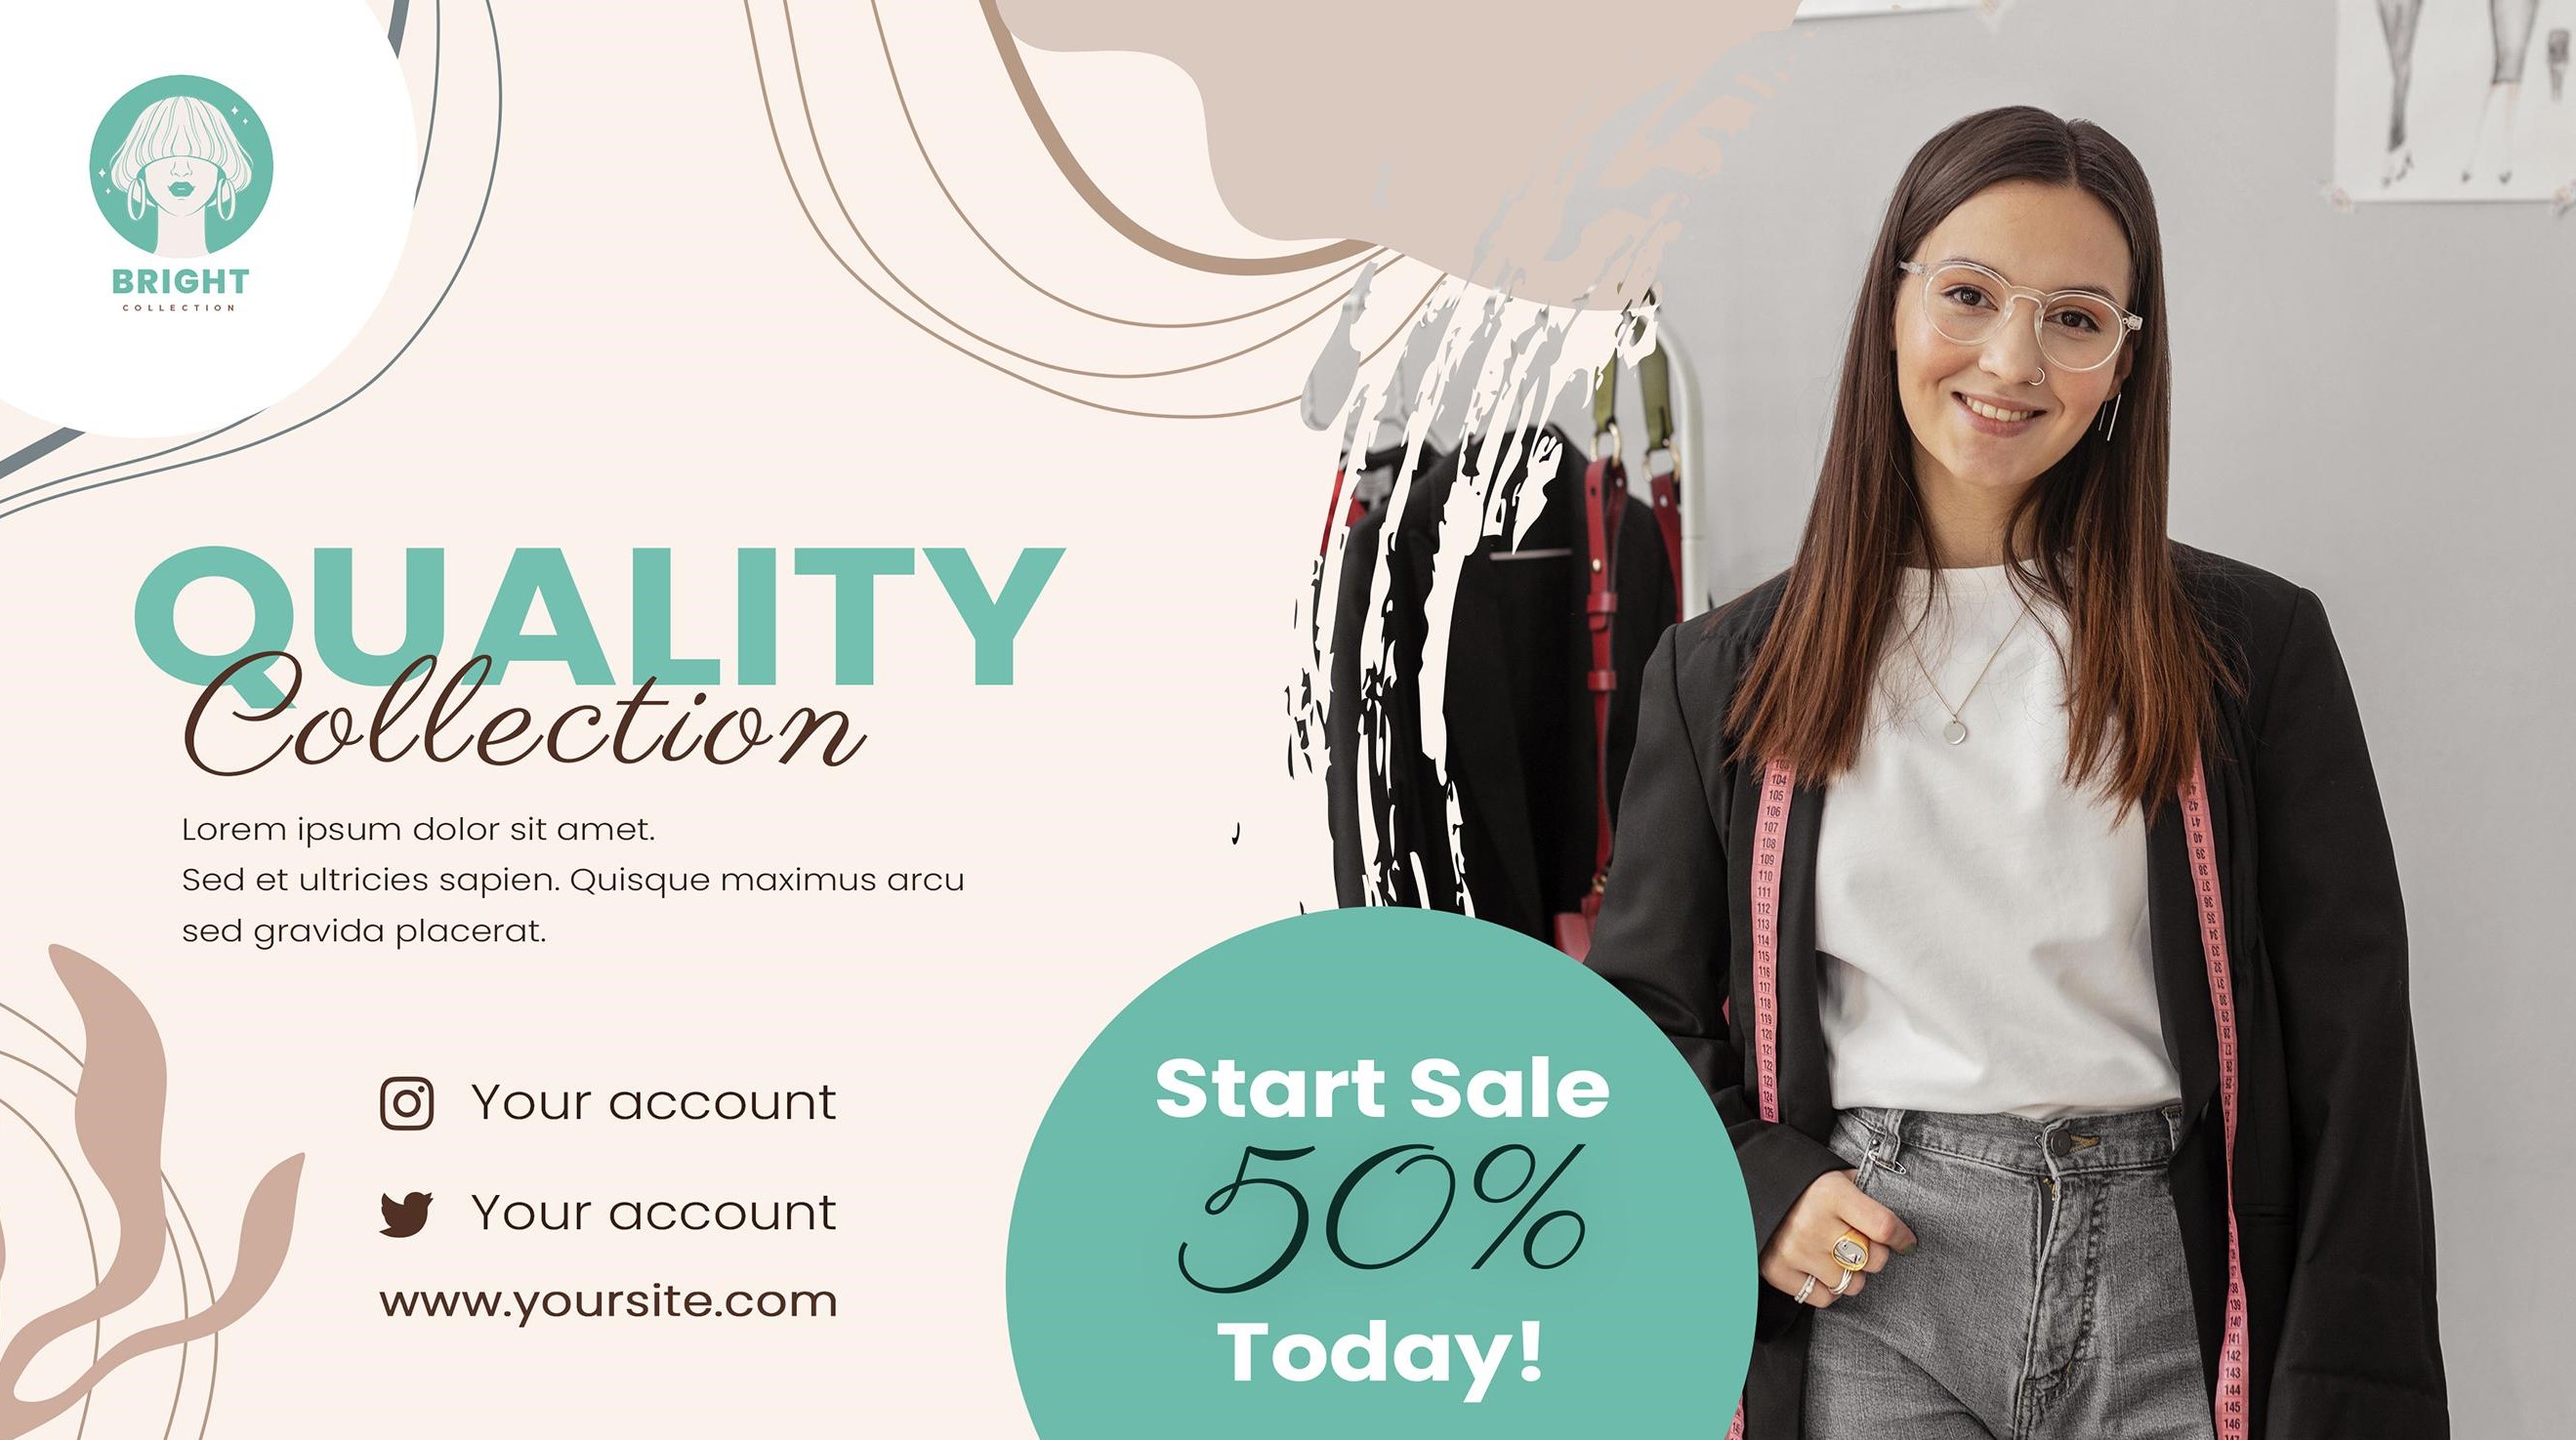 BRIGHT
COLLECTION
QUALITY
Collection
Lorem ipsum dolor sit amet.
Sed et ultricies sapien. Quisque maximus arcu
sed gravida placerat.
Your account
Your account
www.yoursite.com
Start Sale
50%
Today!